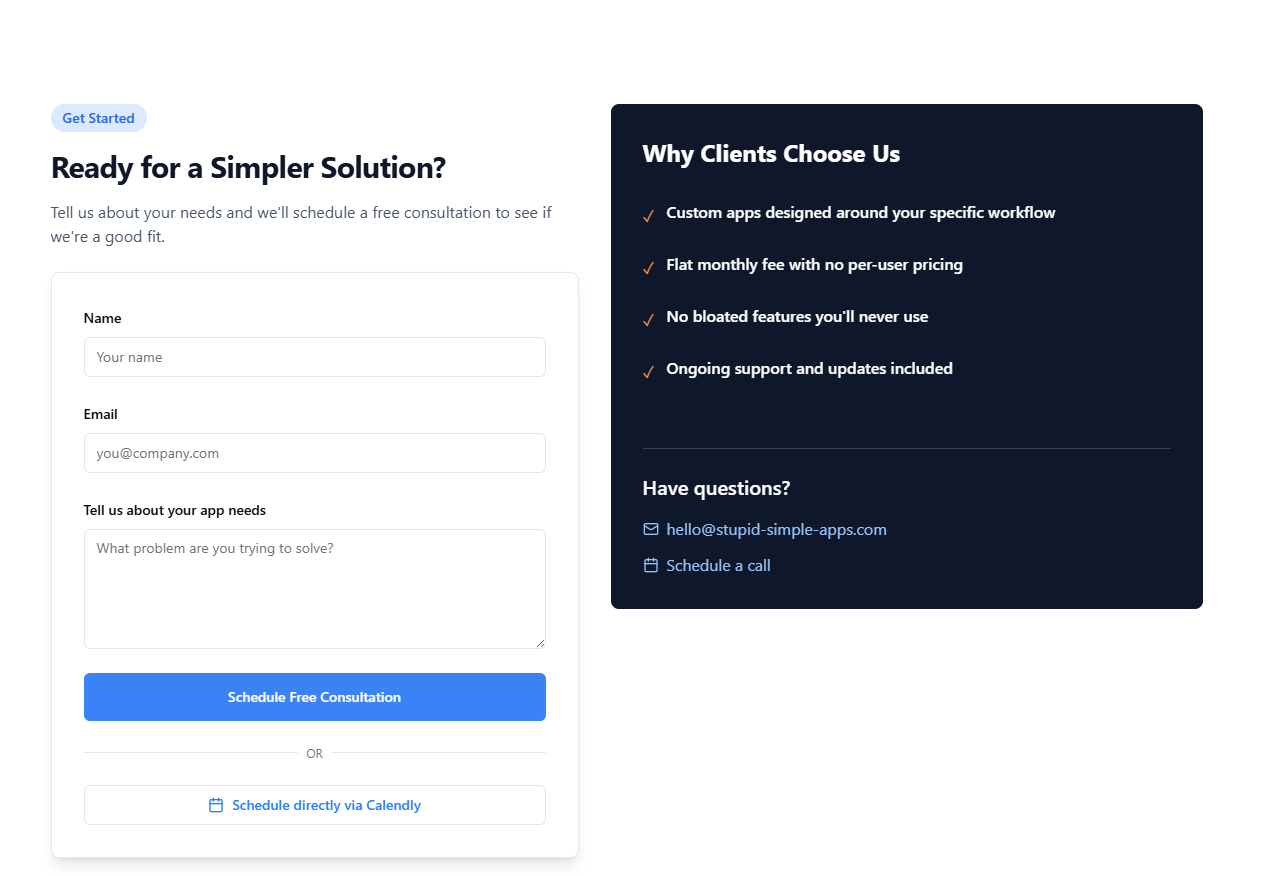 Get Started
Ready for a Simpler Solution?
Tell us about your needs and we'll schedule a free consultation to see if
we're a good fit.
Name
Your name
Email
you@company.com
Tell us about your app needs
What problem are you trying to solve?
Schedule Free Consultation
OR
Schedule directly via Calendly
Why Clients Choose Us
Custom apps designed around your specific workflow
Flat monthly fee with no per-user pricing
No bloated features you'll never use
Ongoing support and updates included
Have questions?
hello@stupid-simple-apps.com
Schedule a call